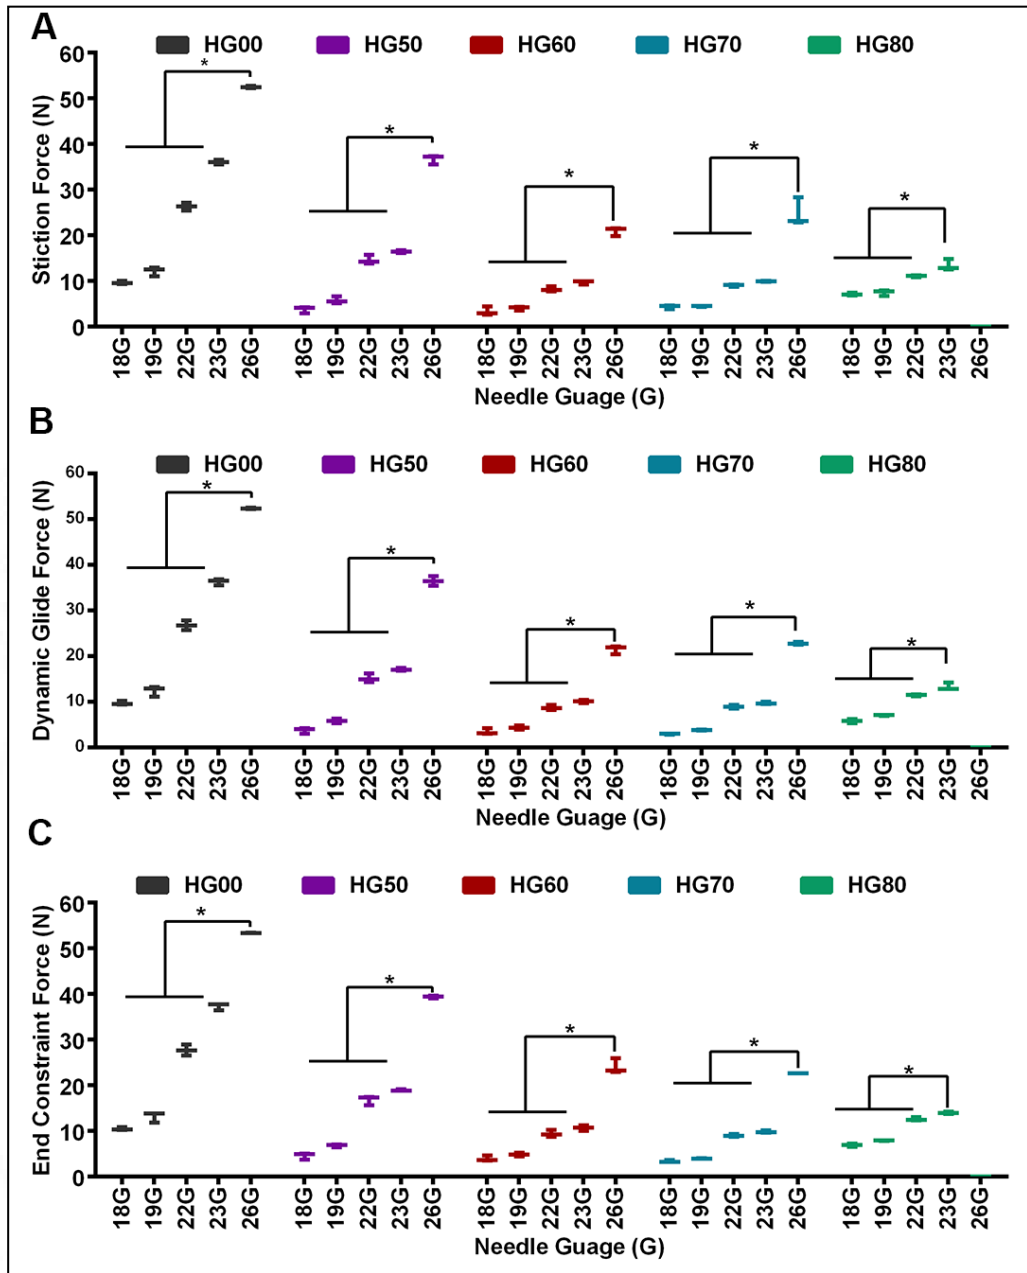 A
HG00 HG50 HG60 HG70 HG80
Stiction Force (N)
60
50
40
30
20
10
0
* * * * *
18G 19G 22G 23G 26G 18G 19G 22G 23G 26G 18G 19G 22G 23G 26G 18G 19G 22G 23G 26G 18G 19G 22G 23G 26G
Needle Guage (G)
B
HG00 HG50 HG60 HG70 HG80
Dynamic Glide Force (N)
60
50
40
30
20
10
0
* * * * *
18G 19G 22G 23G 26G 18G 19G 22G 23G 26G 18G 19G 22G 23G 26G 18G 19G 22G 23G 26G 18G 19G 22G 23G 26G
Needle Guage (G)
C
HG00 HG50 HG60 HG70 HG80
End Constraint Force (N)
60
50
40
30
20
10
0
* * * * *
18G 19G 22G 23G 26G 18G 19G 22G 23G 26G 18G 19G 22G 23G 26G 18G 19G 22G 23G 26G 18G 19G 22G 23G 26G
Needle Guage (G)